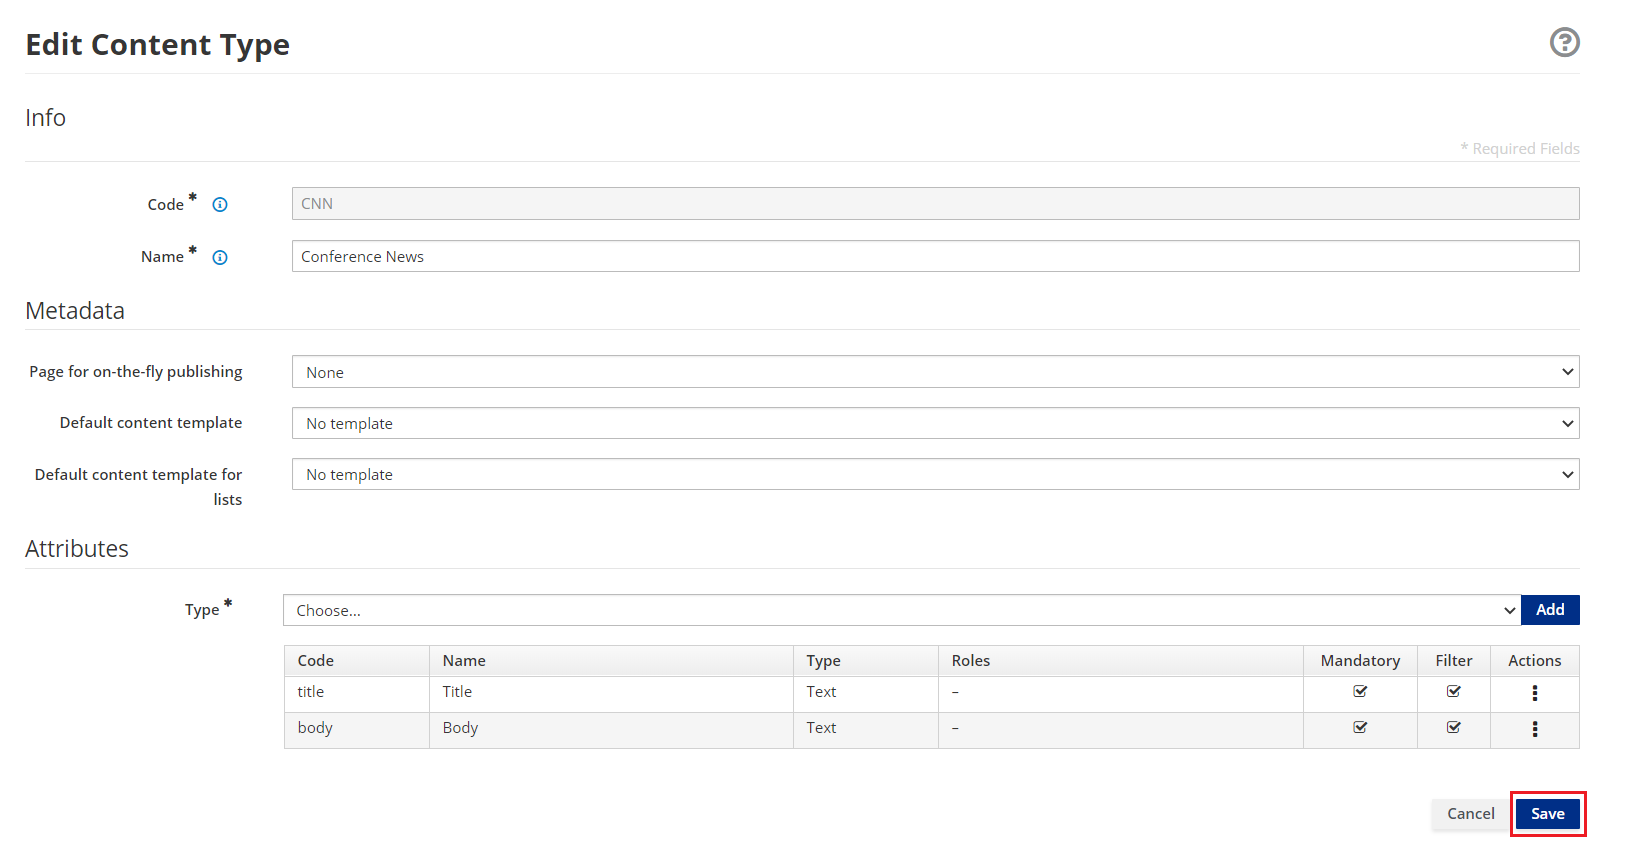 Edit Content Type
Info
* Required Fields
Code *
CNN
Name *
Conference News
Metadata
Page for on-the-fly publishing
None
Default content template
No template
Default content template for
lists
No template
Attributes
Type *
Choose...
Add
Code Name Type Roles Mandatory Filter Actions
title Title Text –
body Body Text –
Cancel Save